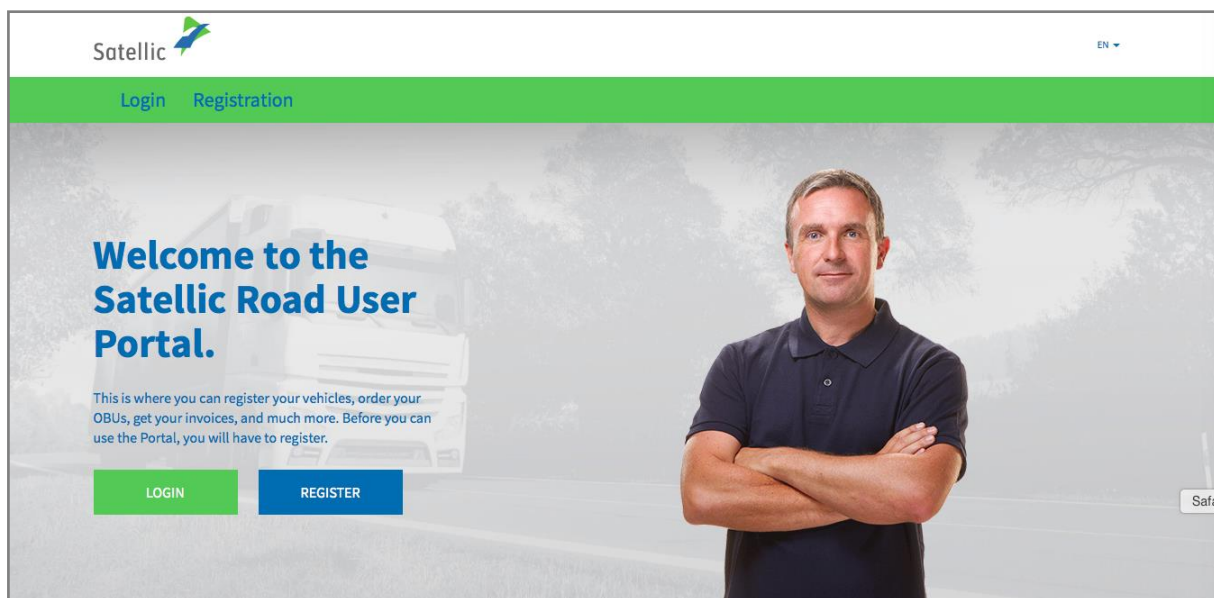 Satellic
EN
Login Registration
Welcome to the
Satellic Road User
Portal.
This is where you can register your vehicles, order your
OBUs, get your invoices, and much more. Before you can
use the Portal, you will have to register.
LOGIN REGISTER